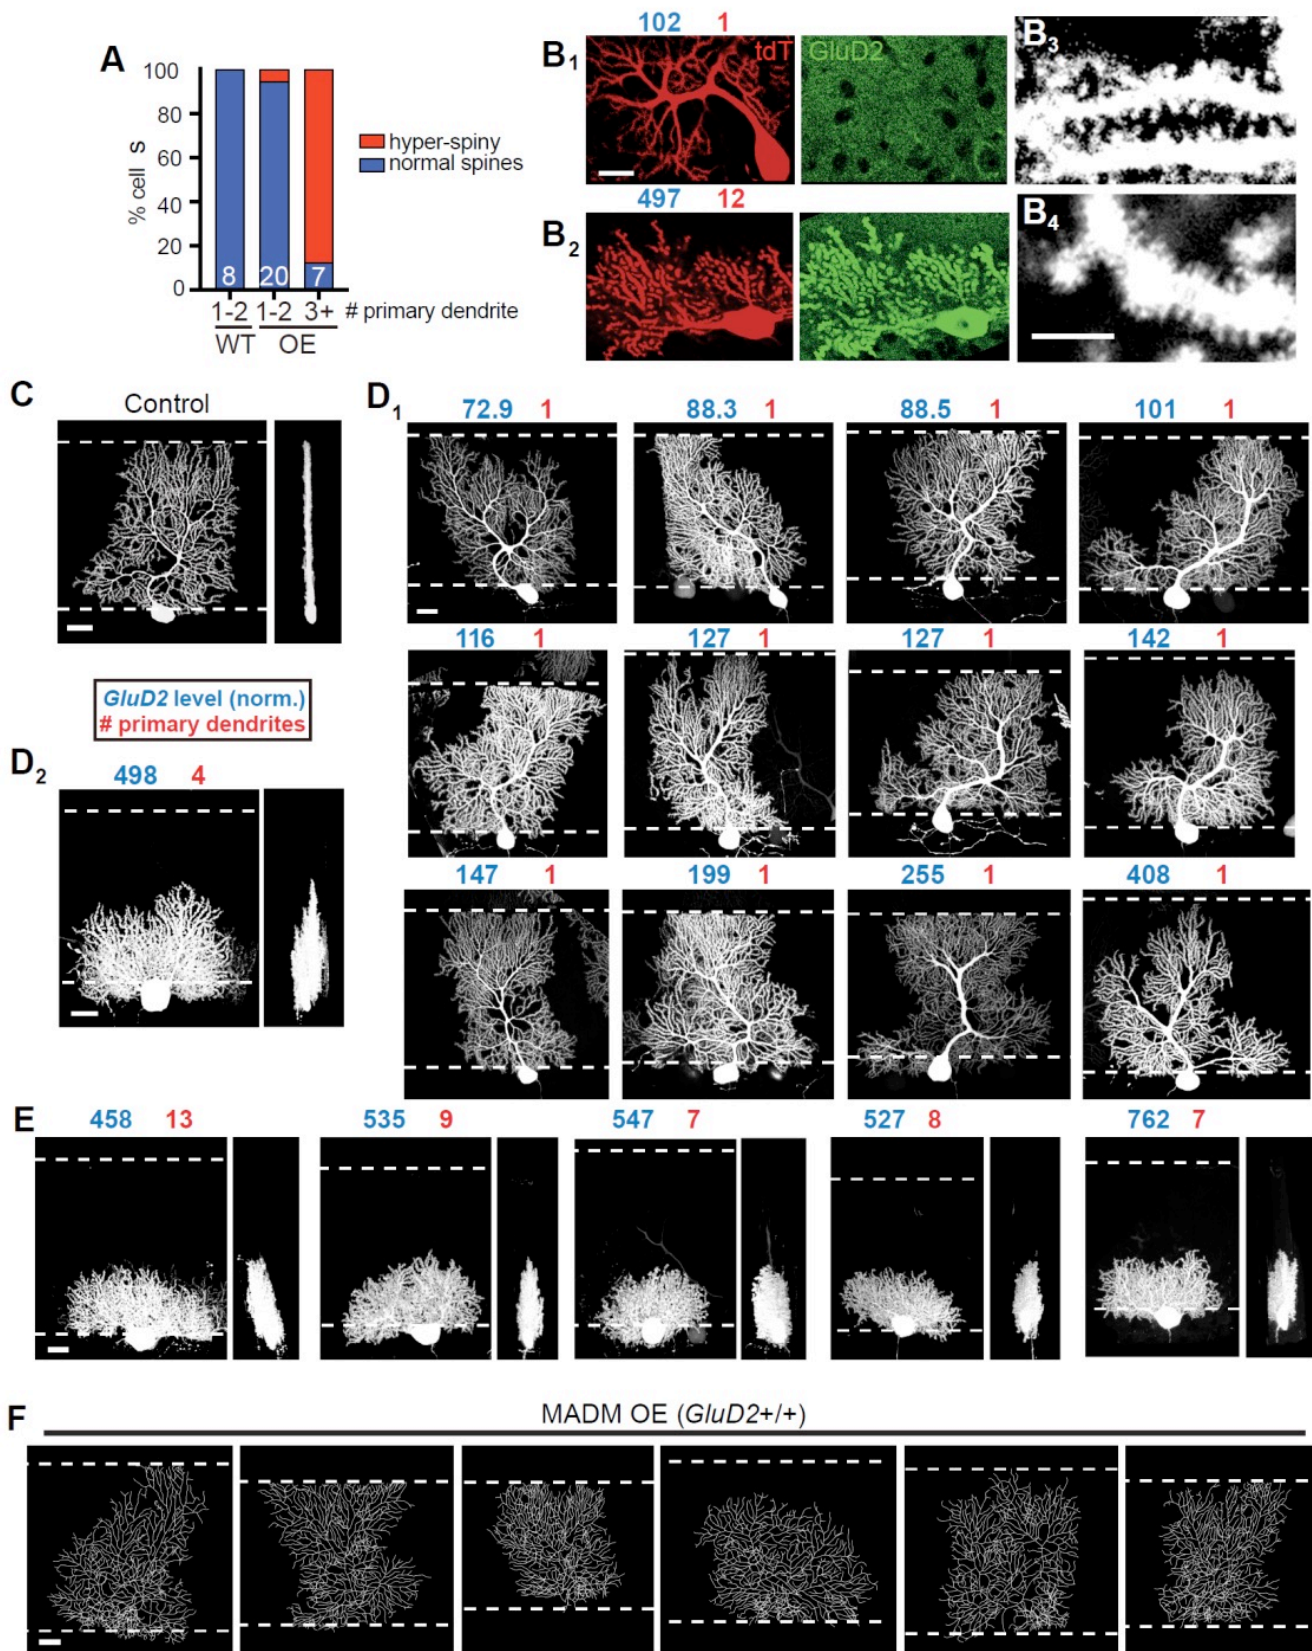 A
100
80
60
40
20
0
% cell s
8
20
7
1-2
1-2
3+
# primary dendrite
WT
OE
hyper-spiny
normal spines
B1
102 1
tdT
GluD2
B2
497 12
B3
B4
C
Control
GluD2 level (norm.)
# primary dendrites
D1
72.9 1
88.3 1
88.5 1
101 1
116 1
127 1
127 1
142 1
147 1
199 1
255 1
408 1
D2
498 4
E
458 13
535 9
547 7
527 8
762 7
F
MADM OE (GluD2+/+)